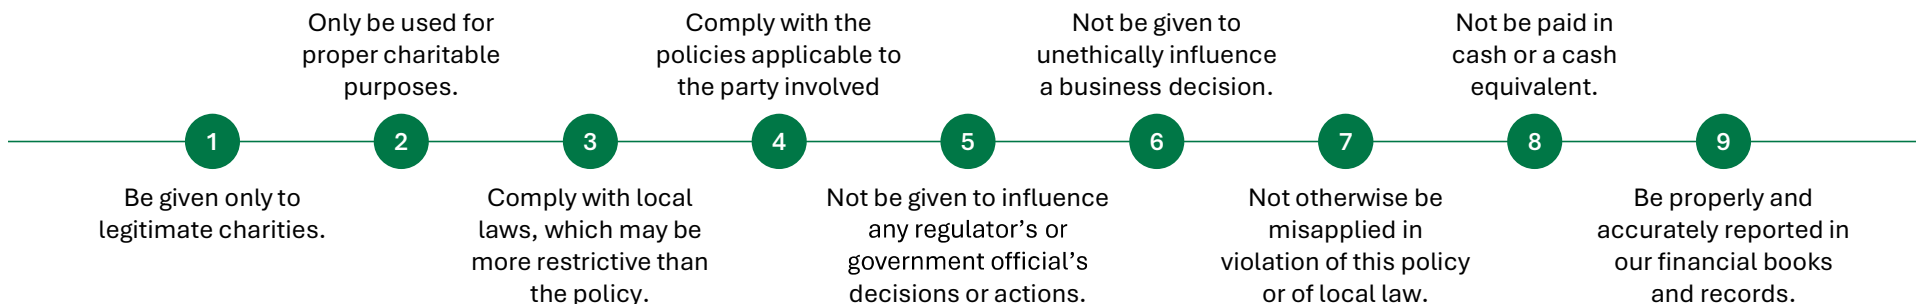 1
Be given only to
legitimate charities.
Only be used for
proper charitable
purposes.
2
3
Comply with local
laws, which may be
more restrictive than
the policy.
Comply with the
policies applicable to
the party involved
4
5
Not be given to influence
any regulator’s or
government official’s
decisions or actions.
Not be given to
unethically influence
a business decision.
6
7
Not otherwise be
misapplied in
violation of this policy
or of local law.
Not be paid in
cash or a cash
equivalent.
8
9
Be properly and
accurately reported in
our financial books
and records.